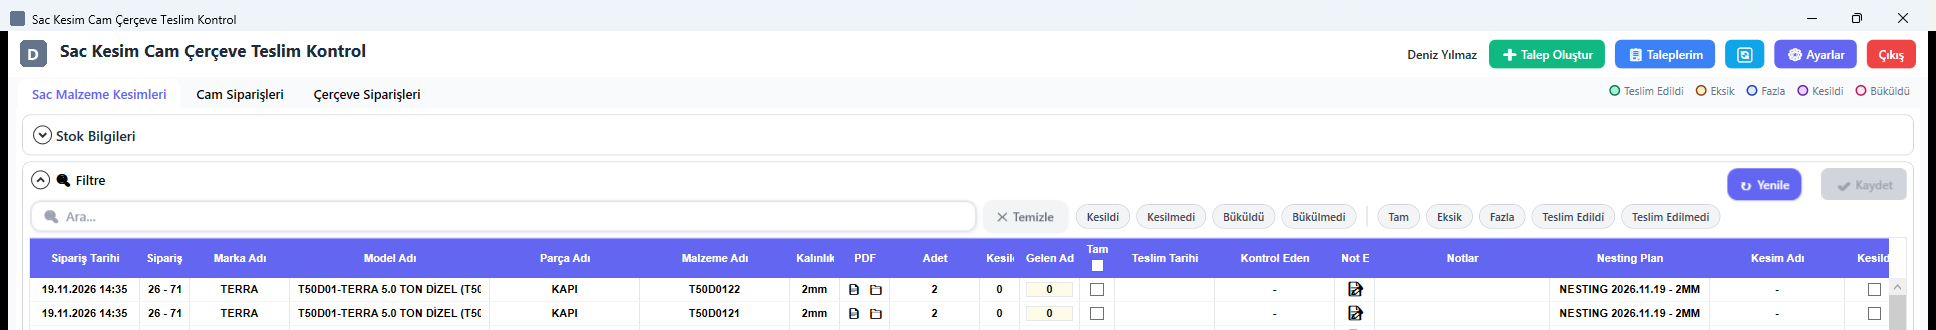 Sac Kesim Cam Çerçeve Teslim Kontrol
D Sac Kesim Cam Çerçeve Teslim Kontrol
Deniz Yılmaz Talep Oluştur Taleplerim Ayarlar Çıkış
Sac Malzeme Kesimleri Cam Siparişleri Çerçeve Siparişleri
Teslim Edildi Eksik Fazla Kesildi Büküldü
Stok Bilgileri
Filtre
Yenile Kaydet
Ara... Temizle Kesildi Kesilmedi Büküldü Bükülmedi Tam Eksik Fazla Teslim Edildi Teslim Edilmedi
Sipariş Tarihi Sipariş Marka Adı Model Adı Parça Adı Malzeme Adı Kalınlık PDF Adet Kesile Gelen Ad Tam Teslim Tarihi Kontrol Eden Not E Notlar Nesting Plan Kesim Adı Kesild
19.11.2026 14:35 26 - 71 TERRA T50D01-TERRA 5.0 TON DİZEL (T50 KAPI T50D0122 2mm 2 0 0 - NESTING 2026.11.19 - 2MM -
19.11.2026 14:35 26 - 71 TERRA T50D01-TERRA 5.0 TON DİZEL (T50 KAPI T50D0121 2mm 2 0 0 - NESTING 2026.11.19 - 2MM -